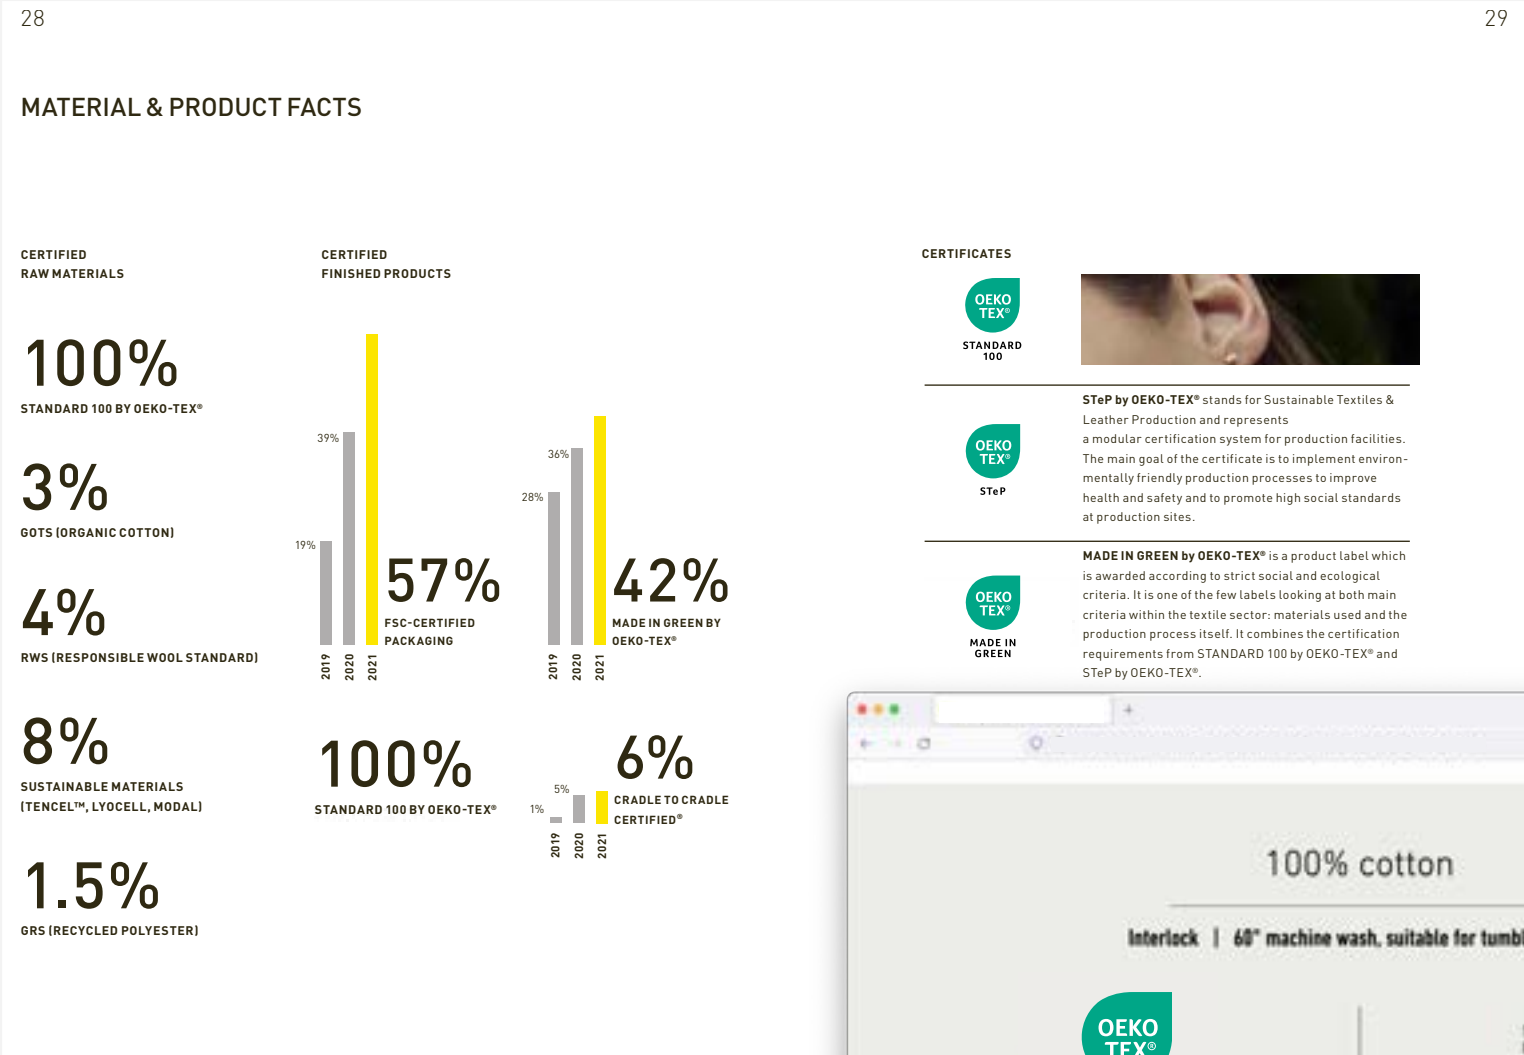 28
29
MATERIAL & PRODUCT FACTS
CERTIFIED
RAW MATERIALS
100%
STANDARD 100 BY OEKO-TEX®
3%
GOTS (ORGANIC COTTON)
4%
RWS (RESPONSIBLE WOOL STANDARD)
8%
SUSTAINABLE MATERIALS
(TENCEL™, LYOCELL, MODAL)
1.5%
GRS (RECYCLED POLYESTER)
CERTIFIED
FINISHED PRODUCTS
19%
39%
57%
FSC-CERTIFIED
PACKAGING
2019
2020
2021
28%
36%
42%
MADE IN GREEN BY
OEKO-TEX®
2019
2020
2021
100%
STANDARD 100 BY OEKO-TEX®
1%
5%
6%
CRADLE TO CRADLE
CERTIFIED®
2019
2020
2021
CERTIFICATES
OEKO
TEX®
STANDARD
100
OEKO
TEX®
STeP
STeP by OEKO-TEX® stands for Sustainable Textiles &
Leather Production and represents
a modular certification system for production facilities.
The main goal of the certificate is to implement environ-
mentally friendly production processes to improve
health and safety and to promote high social standards
at production sites.
OEKO
TEX®
MADE IN
GREEN
MADE IN GREEN by OEKO-TEX® is a product label which
is awarded according to strict social and ecological
criteria. It is one of the few labels looking at both main
criteria within the textile sector: materials used and the
production process itself. It combines the certification
requirements from STANDARD 100 by OEKO-TEX® and
STeP by OEKO-TEX®.
100% cotton
Interlock | 60° machine wash, suitable for tumbl
OEKO
TEX®